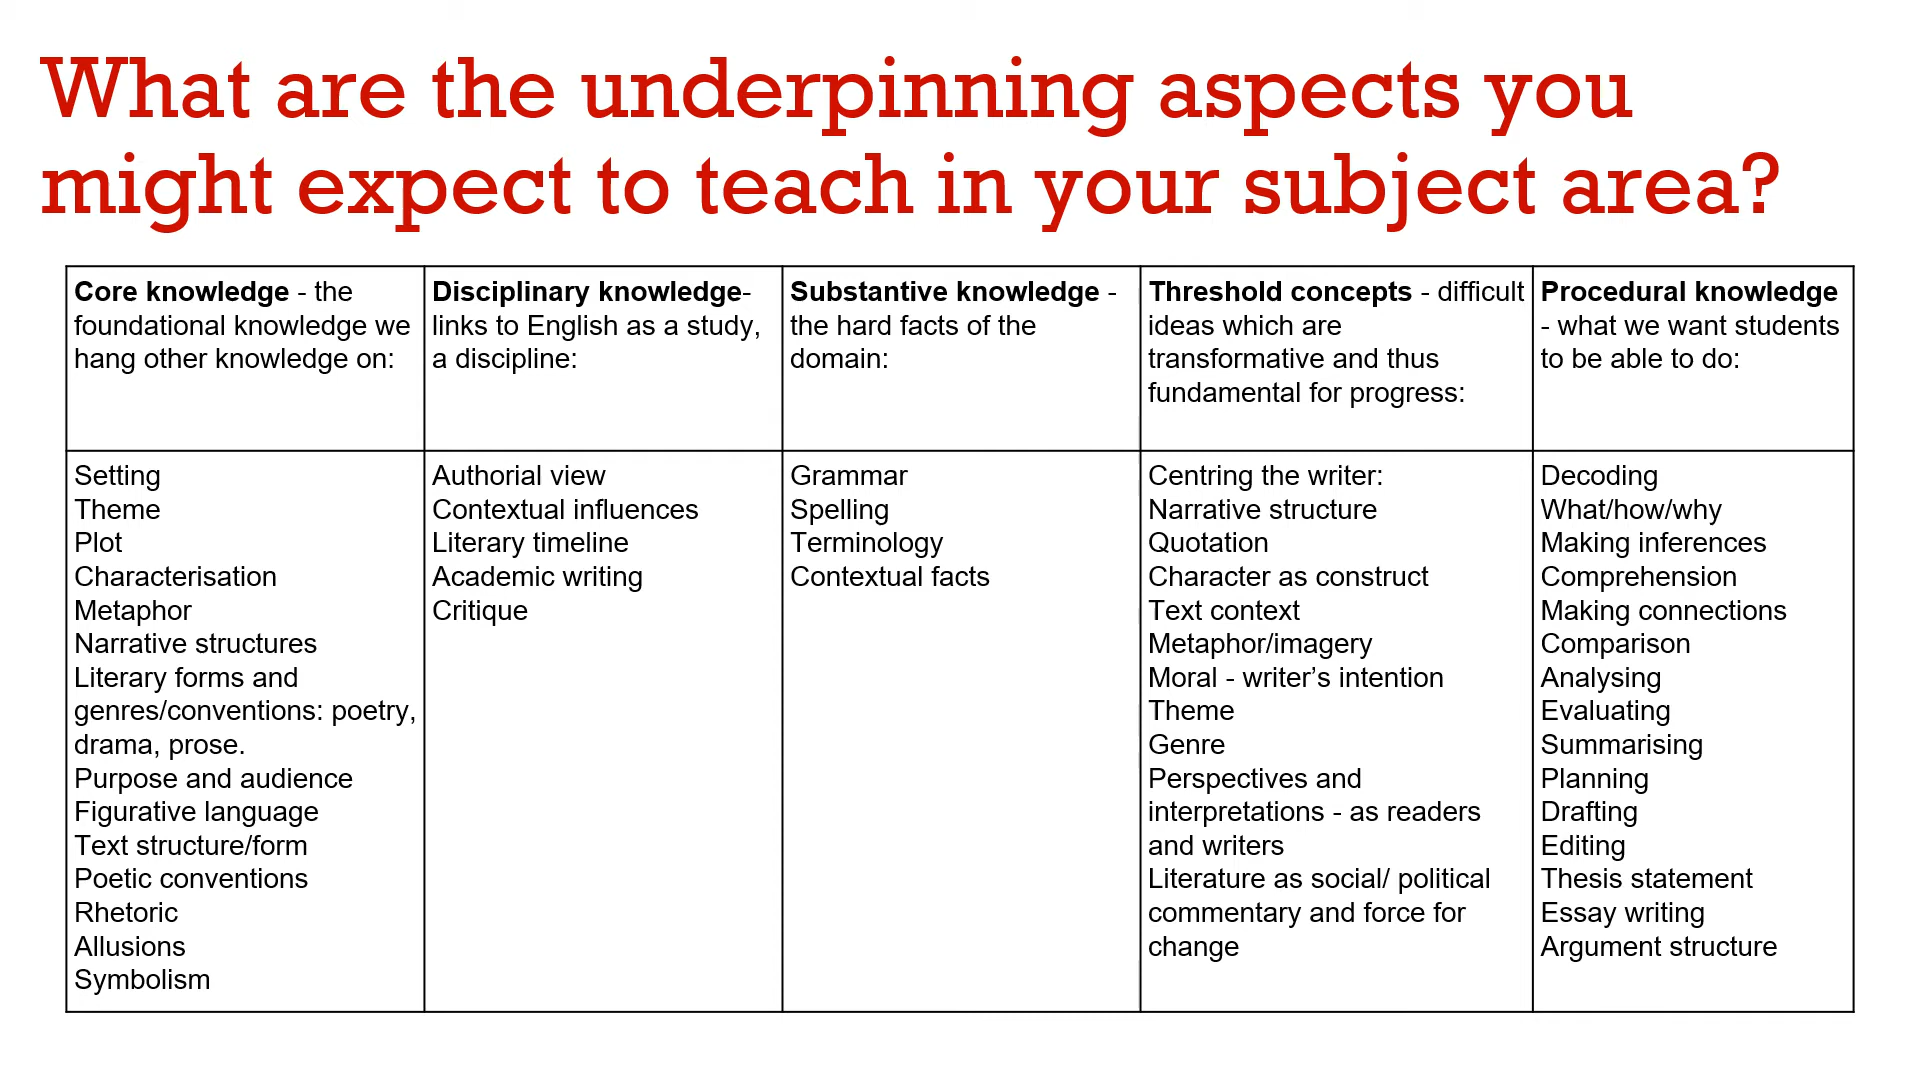 What are the underpinning aspects you
might expect to teach in your subject area?
Core knowledge - the
foundational knowledge we
hang other knowledge on:
Disciplinary knowledge-
links to English as a study,
a discipline:
Substantive knowledge -
the hard facts of the
domain:
Threshold concepts - difficult
ideas which are
transformative and thus
fundamental for progress:
Procedural knowledge
- what we want students
to be able to do:
Setting
Theme
Plot
Characterisation
Metaphor
Narrative structures
Literary forms and
genres/conventions: poetry,
drama, prose.
Purpose and audience
Figurative language
Text structure/form
Poetic conventions
Rhetoric
Allusions
Symbolism
Authorial view
Contextual influences
Literary timeline
Academic writing
Critique
Grammar
Spelling
Terminology
Contextual facts
Centring the writer:
Narrative structure
Quotation
Character as construct
Text context
Metaphor/imagery
Moral - writer’s intention
Theme
Genre
Perspectives and
interpretations - as readers
and writers
Literature as social/ political
commentary and force for
change
Decoding
What/how/why
Making inferences
Comprehension
Making connections
Comparison
Analysing
Evaluating
Summarising
Planning
Drafting
Editing
Thesis statement
Essay writing
Argument structure